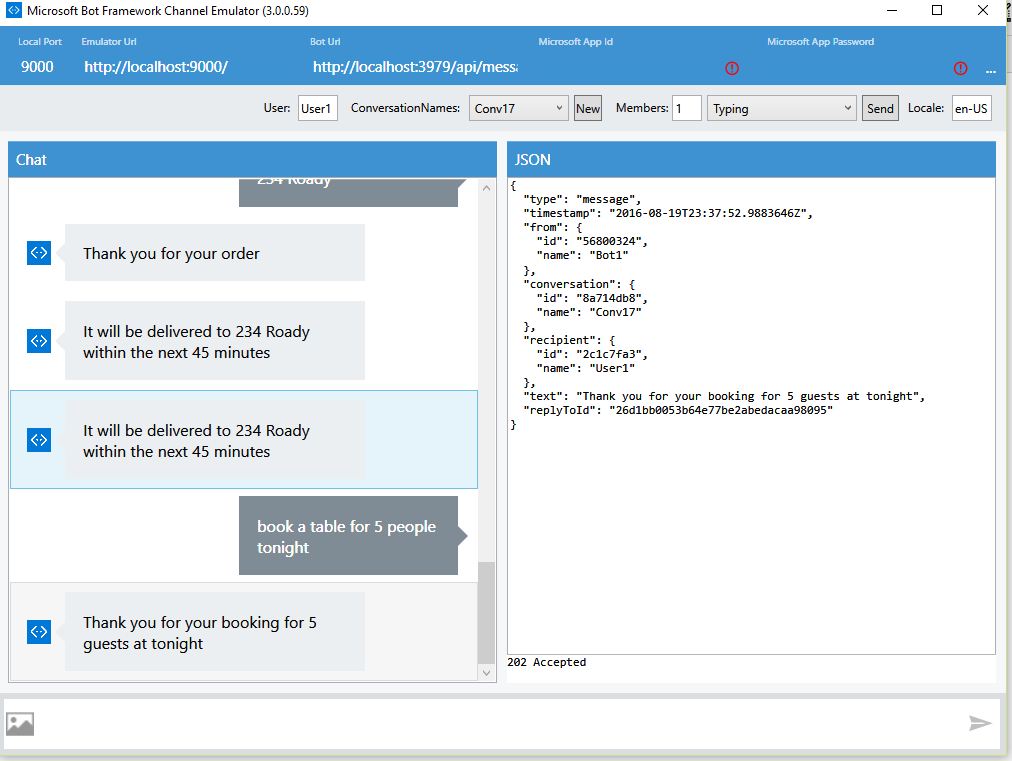 Microsoft Bot Framework Channel Emulator (3.0.0.59)
Local Port Emulator Url Bot Url Microsoft App Id Microsoft App Password
9000 http://localhost:9000/ http://localhost:3979/api/mess
...
User: User1 ConversationNames: Conv17 New Members: 1 Typing Send Locale: en-US
Chat
234 Roady
Thank you for your order
It will be delivered to 234 Roady
within the next 45 minutes
It will be delivered to 234 Roady
within the next 45 minutes
book a table for 5 people
tonight
Thank you for your booking for 5
guests at tonight
JSON
{
"type": "message",
"timestamp": "2016-08-19T23:37:52.9883646Z",
"from": {
"id": "56800324",
"name": "Bot1"
},
"conversation": {
"id": "8a714db8",
"name": "Conv17"
},
"recipient": {
"id": "2c1c7fa3",
"name": "User1"
},
"text": "Thank you for your booking for 5 guests at tonight",
"replyToId": "26d1bb0053b64e77be2abedacaa98095"
}
202 Accepted